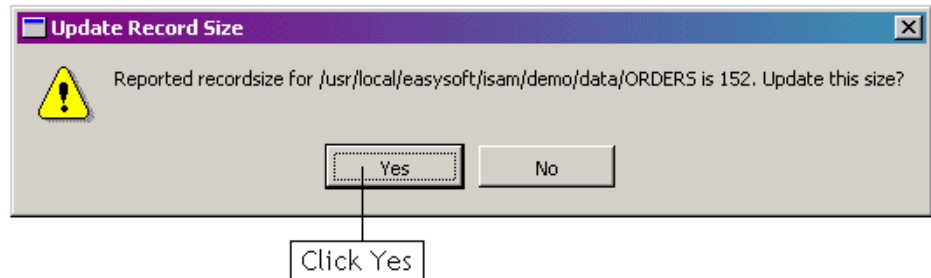 Update Record Size
Reported recordsize for /usr/local/easysoft/isam/demo/data/ORDERS is 152. Update this size?
Yes
No
Click Yes